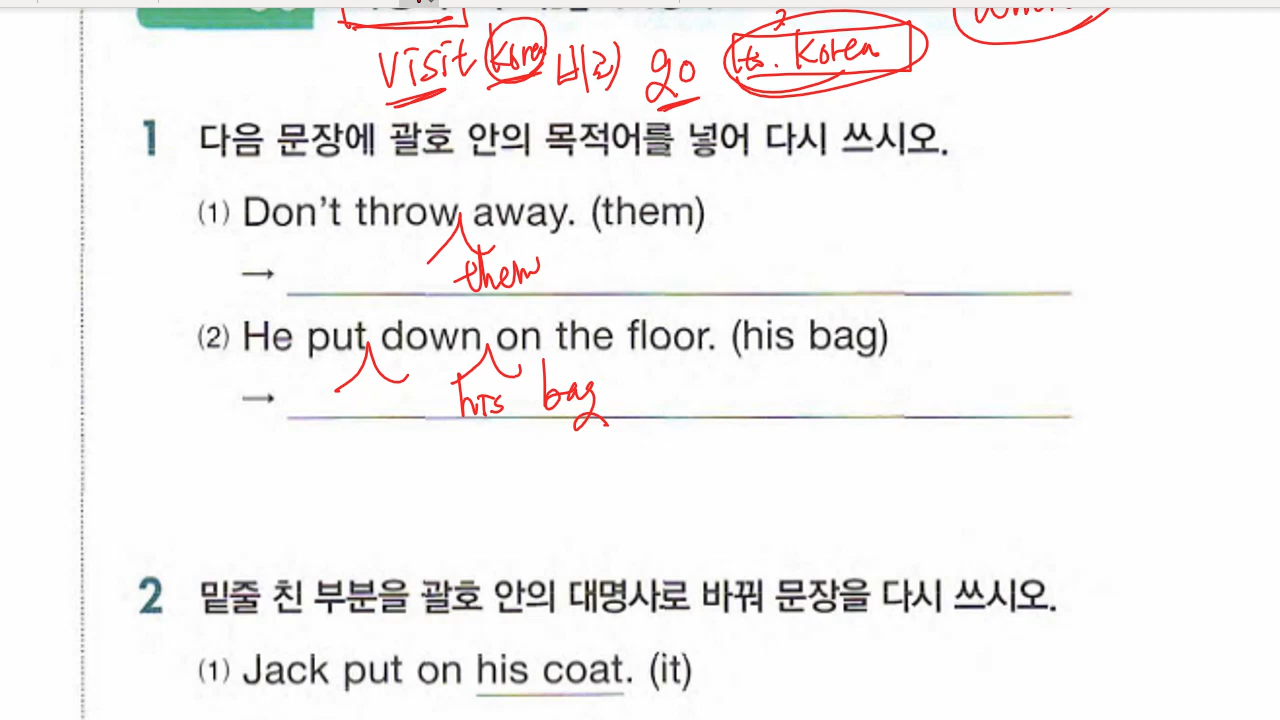 visit Korea 비교) go to. Korea
1 다음 문장에 괄호 안의 목적어를 넣어 다시 쓰시오.
(1) Don't throw away. (them)
→ them
(2) He put down on the floor. (his bag)
→ his bag
2 밑줄 친 부분을 괄호 안의 대명사로 바꿔 문장을 다시 쓰시오.
(1) Jack put on his coat. (it)